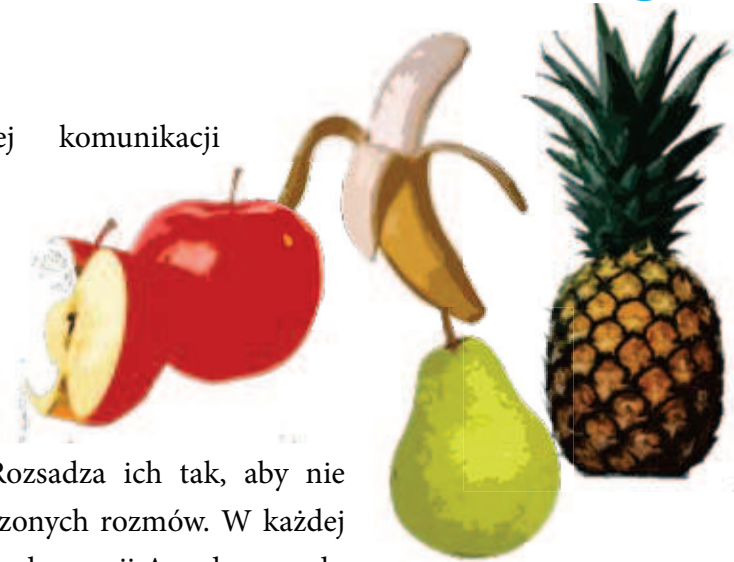 ej komunikacji
Rozsadza ich tak, aby nie
zonych rozmów. W każdej